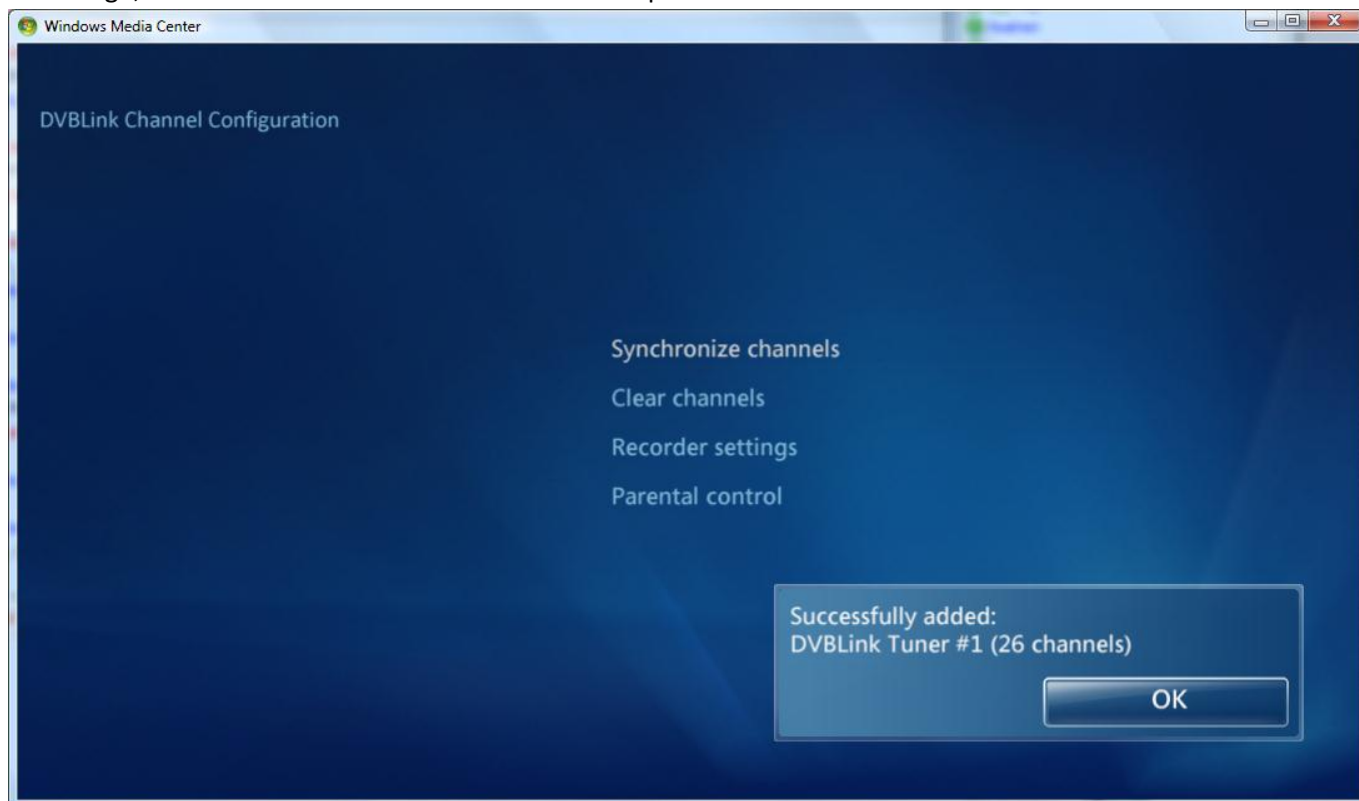 Windows Media Center
DVBLink Channel Configuration
Synchronize channels
Clear channels
Recorder settings
Parental control
Successfully added:
DVBLink Tuner #1 (26 channels)
OK